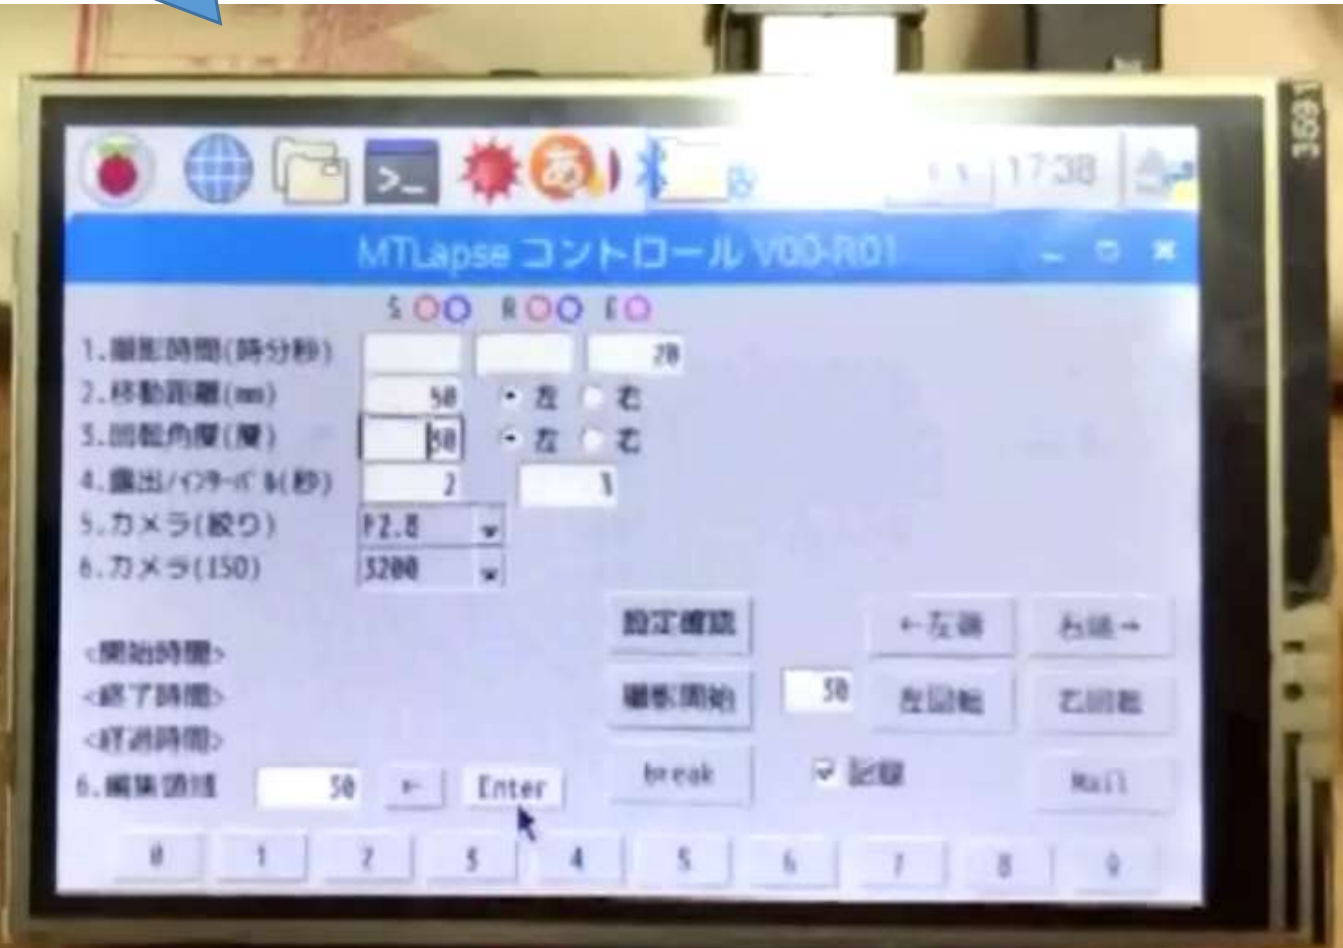 17:38
MTLapse コントロール V00-R01
S R E
1.撮影時間(時分秒) 20
2.移動距離(mm) 50 左 右
3.回転角度(度) 左 右
4.露出/インターバル(秒) 2
5.カメラ(絞り) F2.8
6.カメラ(ISO) 3200
設定確認 ←左端 右端→
<開始時間>
<終了時間> 撮影開始 左回転
<経過時間>
6.編集領域 50 ← Enter break 記録 Mail
0 1 2 3 4 5 6 7 8 9